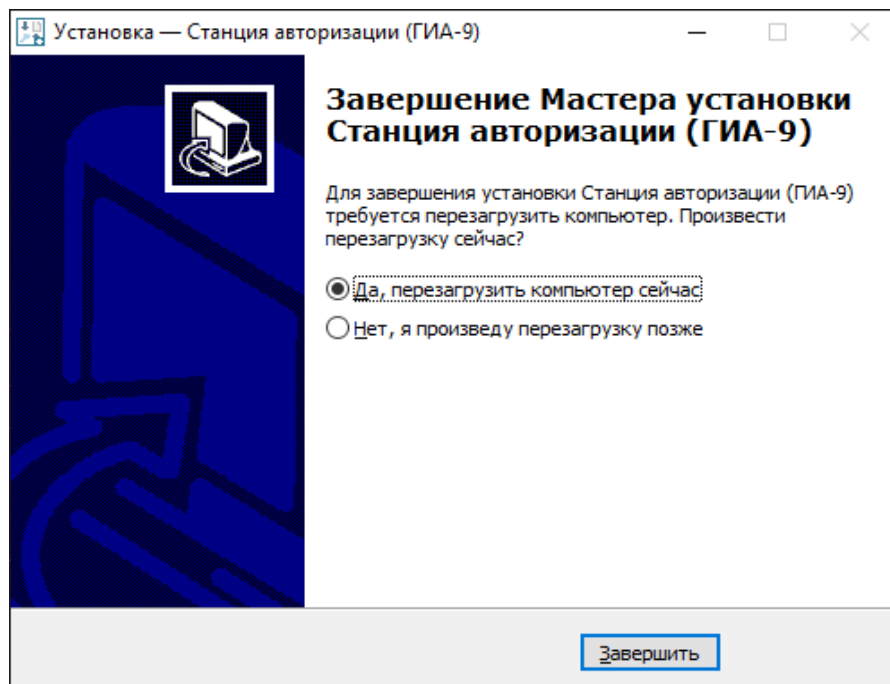 Установка — Станция авторизации (ГИА-9)
Завершение Мастера установки
Станция авторизации (ГИА-9)
Для завершения установки Станция авторизации (ГИА-9)
требуется перезагрузить компьютер. Произвести
перезагрузку сейчас?
Да, перезагрузить компьютер сейчас
Нет, я произведу перезагрузку позже
Завершить